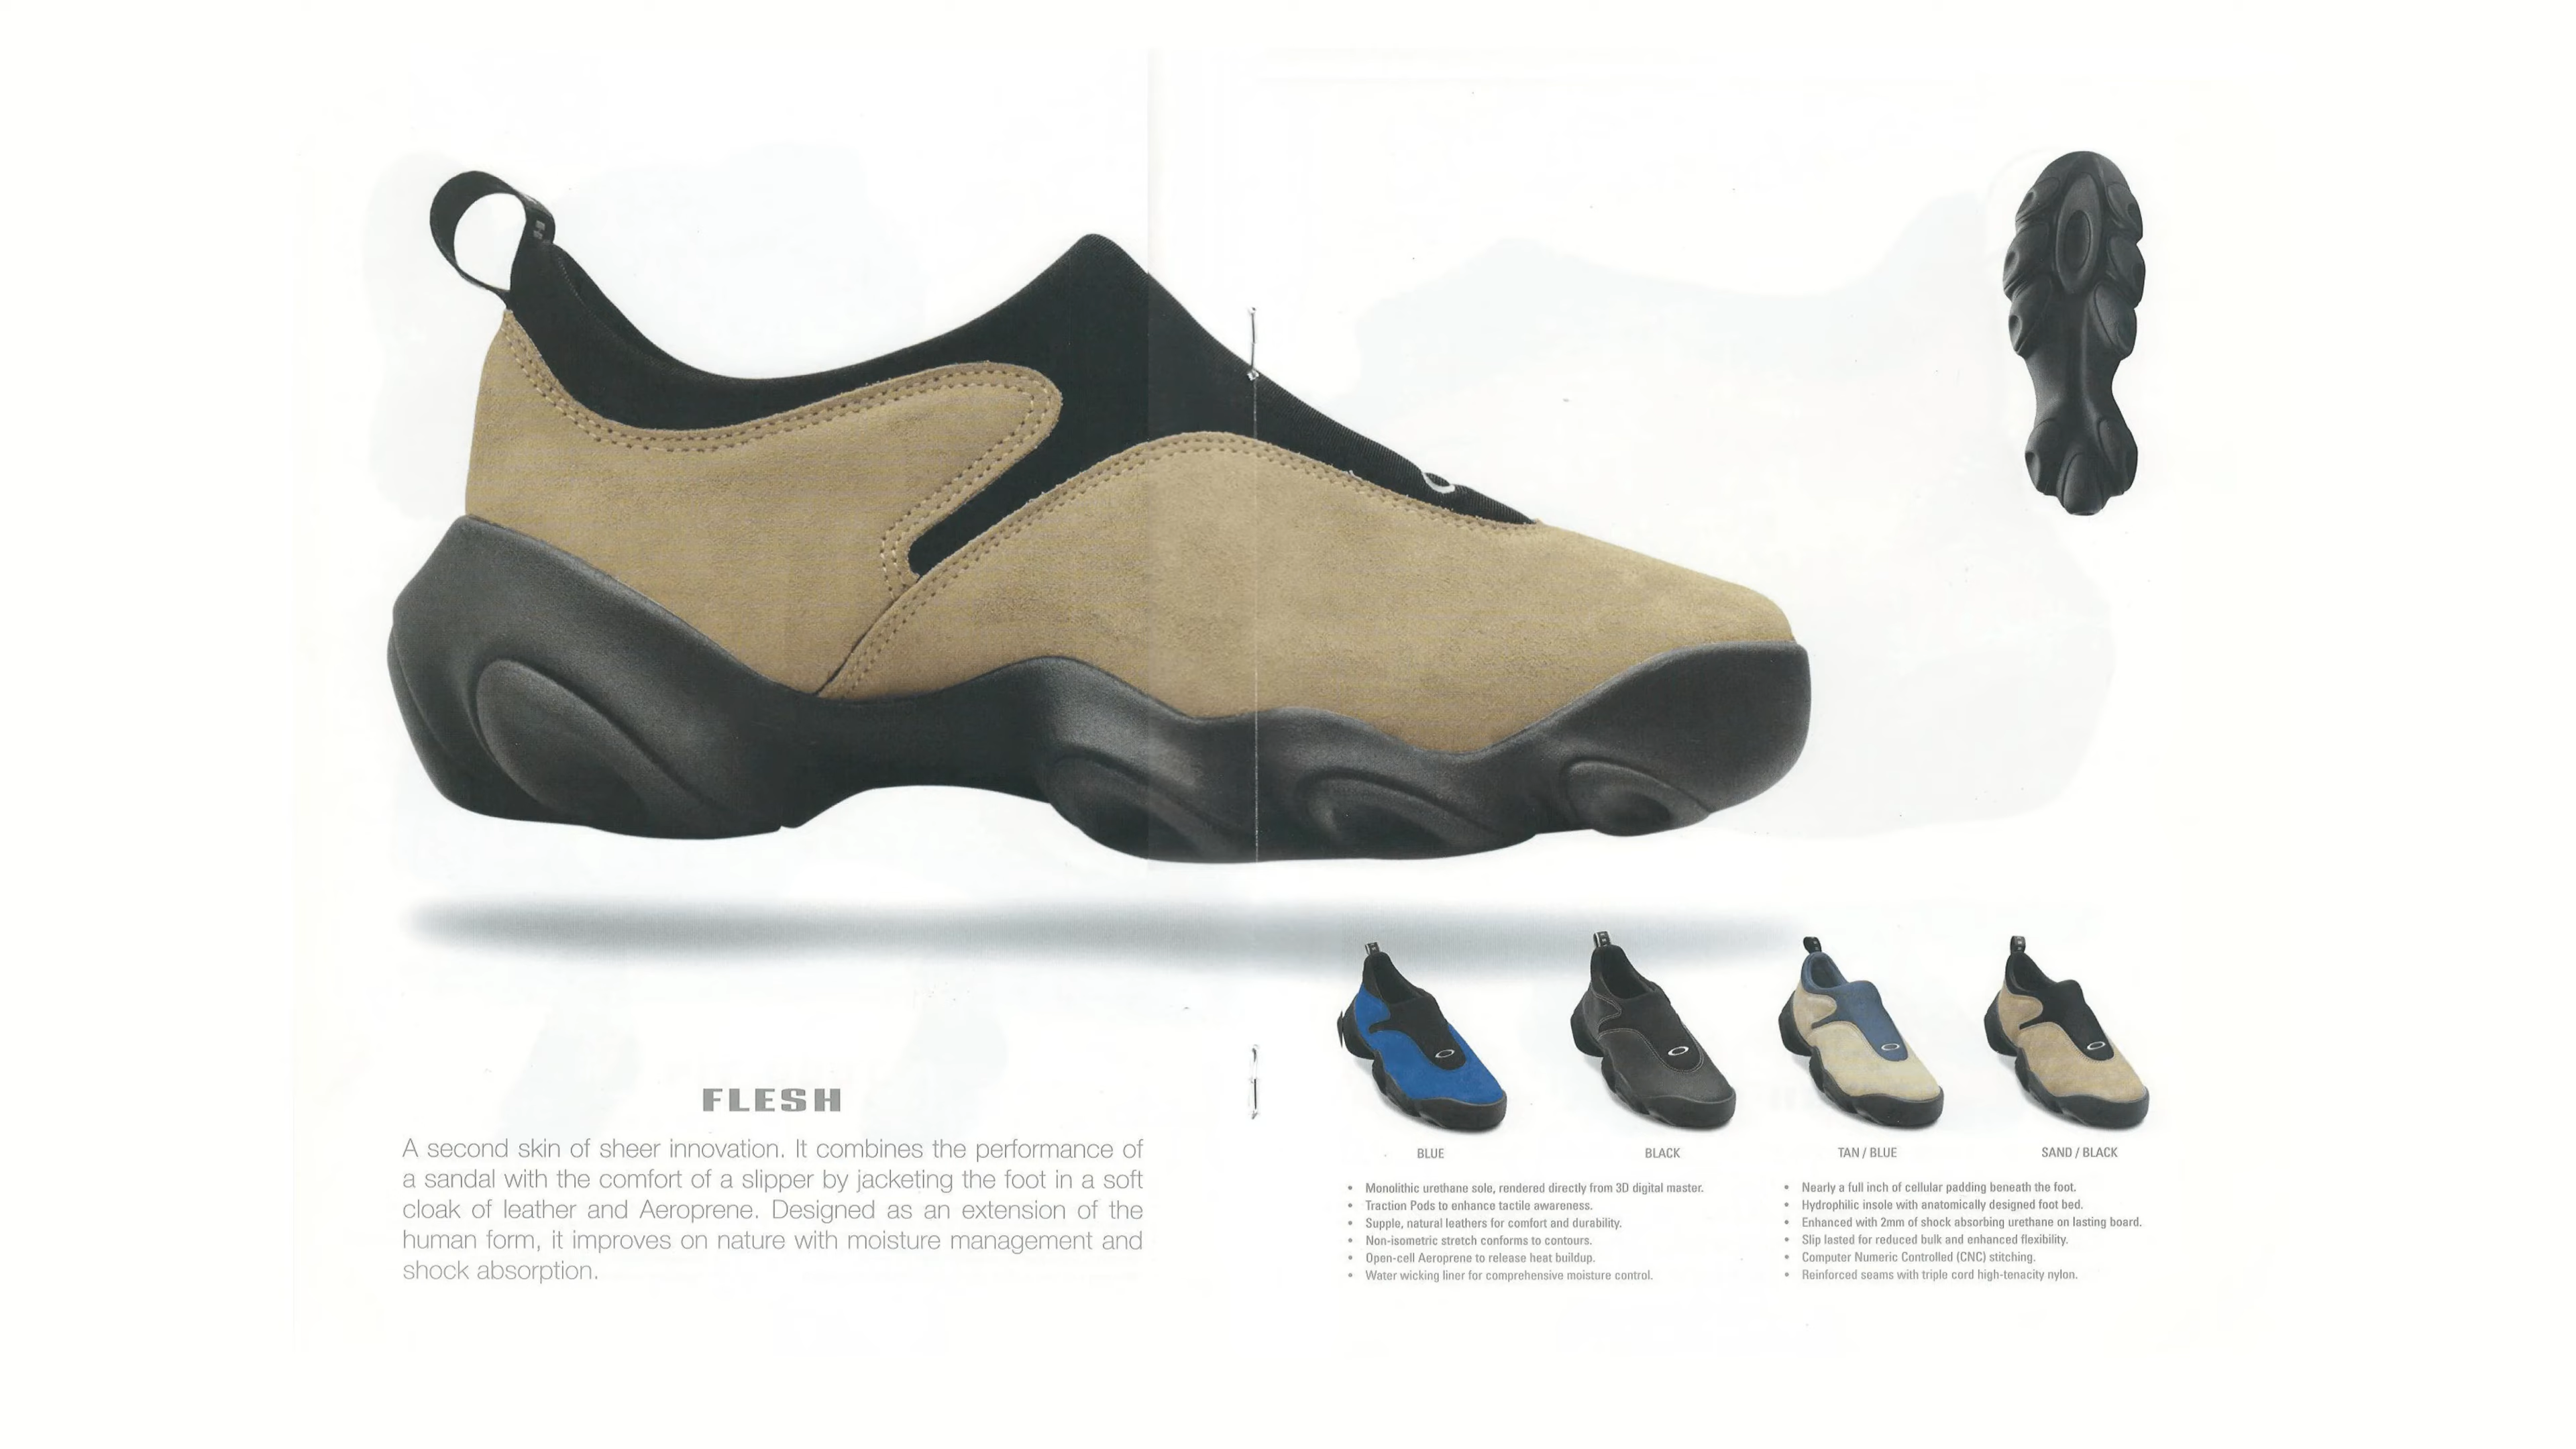 FLESH
A second skin of sheer innovation. It combines the performance of
a sandal with the comfort of a slipper by jacketing the foot in a soft
cloak of leather and Aeroprene. Designed as an extension of the
human form, it improves on nature with moisture management and
shock absorption.
BLUE
BLACK
TAN / BLUE
SAND / BLACK
• Monolithic urethane sole, rendered directly from 3D digital master.
• Traction Pods to enhance tactile awareness.
• Supple, natural leathers for comfort and durability.
• Non-isometric stretch conforms to contours.
• Open-cell Aeroprene to release heat buildup.
• Water wicking liner for comprehensive moisture control.
• Nearly a full inch of cellular padding beneath the foot.
• Hydrophilic insole with anatomically designed foot bed.
• Enhanced with 2mm of shock absorbing urethane on lasting board.
• Slip lasted for reduced bulk and enhanced flexibility.
• Computer Numeric Controlled (CNC) stitching.
• Reinforced seams with triple cord high-tenacity nylon.